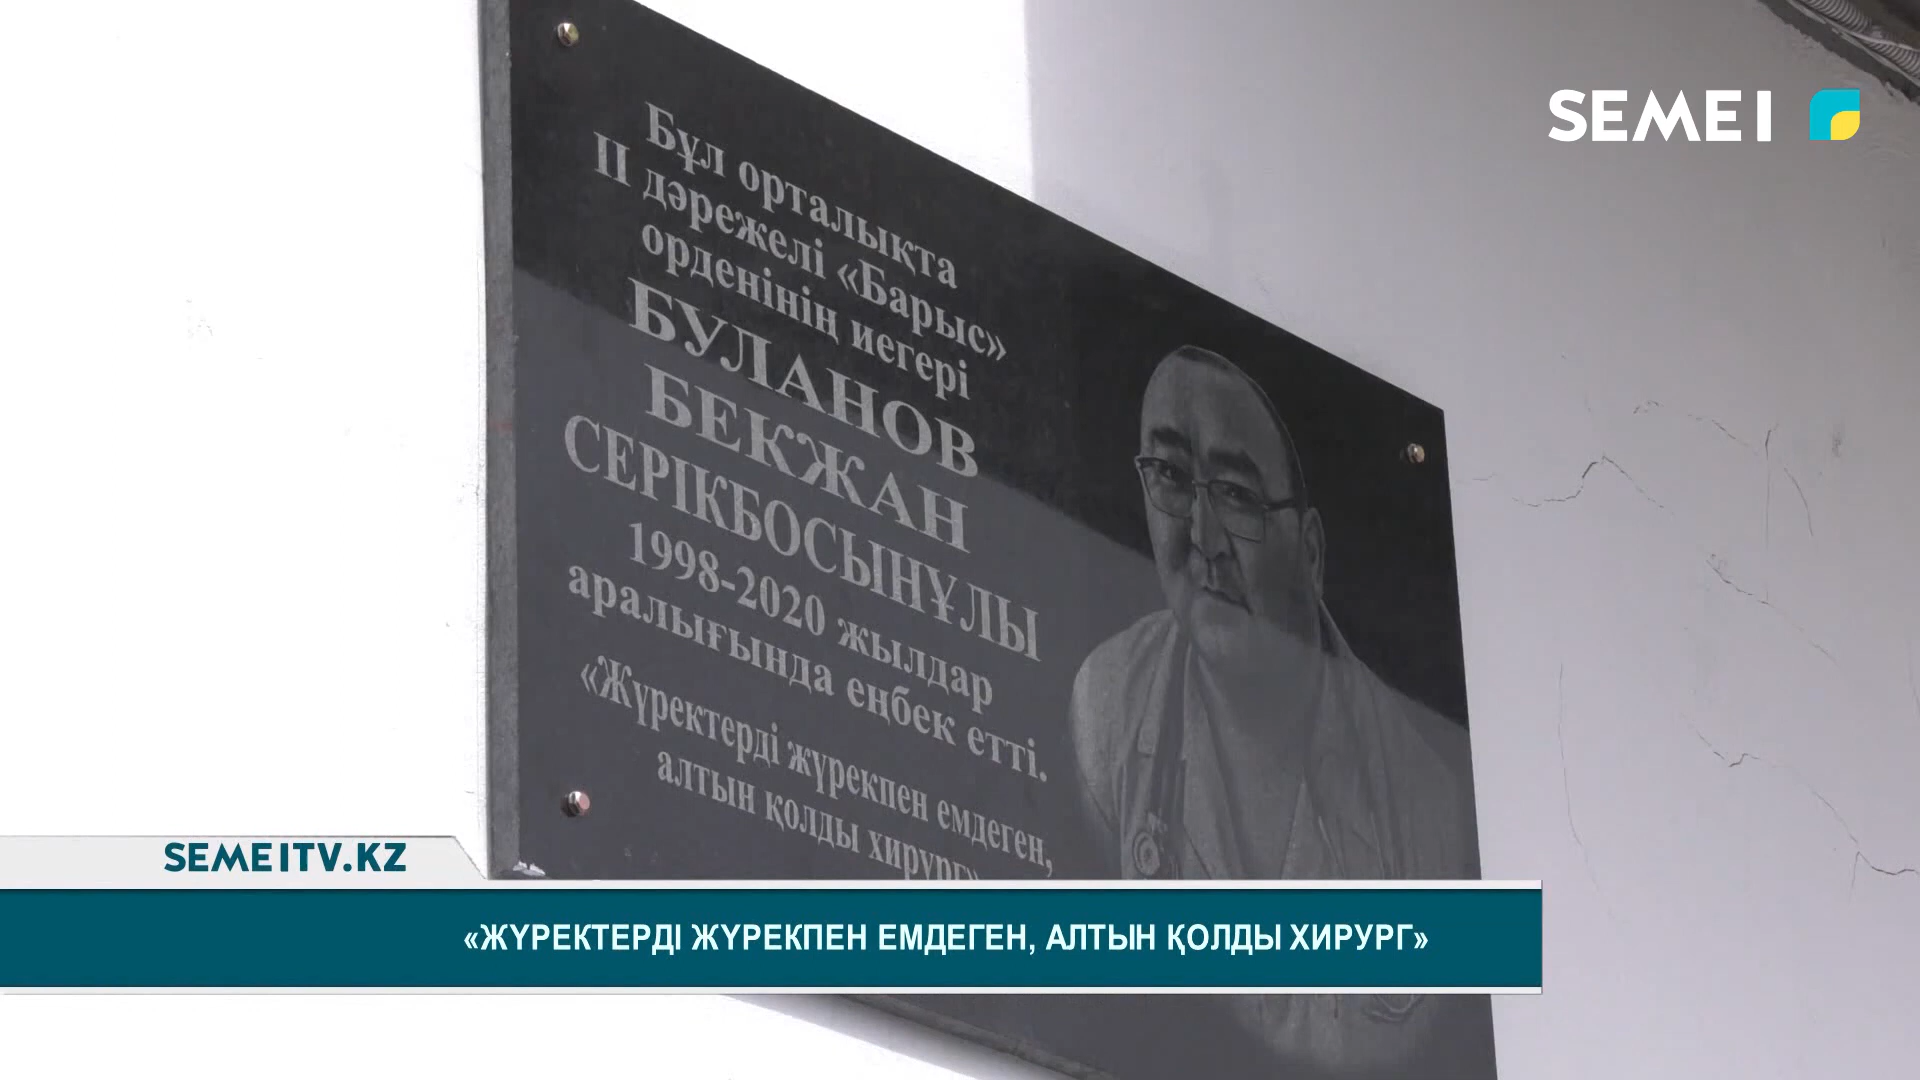 SEMEI
Бұл орталықта
ІІ дәрежелі «Барыс»
орденінің иегері
БУЛАНОВ
БЕКЖАН
СЕРІКБОСЫНҰЛЫ
1998-2020 жылдар
аралығында еңбек етті.
«Жүректерді жүрекпен емдеген,
алтын қолды хирург»
SEMEITV.KZ
«ЖҮРЕКТЕРДІ ЖҮРЕКПЕН ЕМДЕГЕН, АЛТЫН ҚОЛДЫ ХИРУРГ»